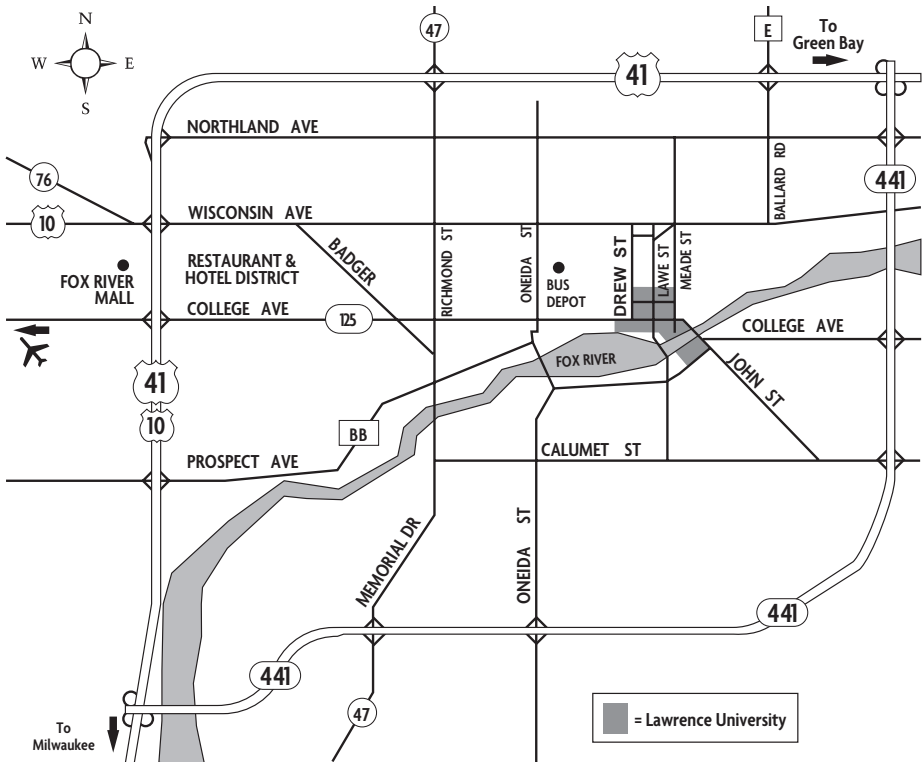 N
W E
S
47
E
To
Green Bay
41
NORTHLAND AVE
76
441
BALLARD RD
10
WISCONSIN AVE
RESTAURANT &
HOTEL DISTRICT
BADGER
RICHMOND ST
ONEIDA ST
DREW ST
LAWE ST
MEADE ST
FOX RIVER
MALL
BUS
DEPOT
COLLEGE AVE
125
COLLEGE AVE
FOX RIVER
JOHN ST
41
10
BB
PROSPECT AVE
CALUMET ST
MEMORIAL DR
ONEIDA ST
441
441
47
To
Milwaukee
= Lawrence University